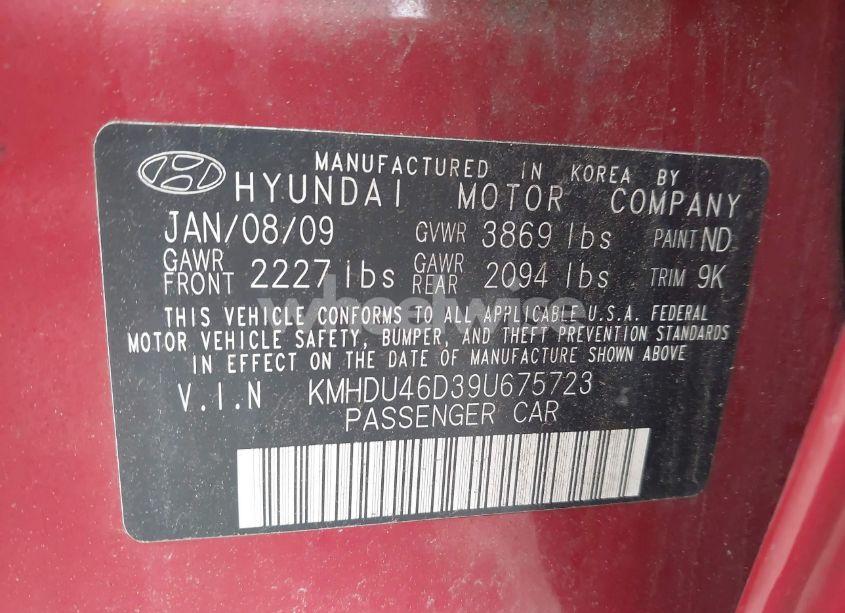 MANUFACTURED IN KOREA BY
HYUNDAI MOTOR COMPANY
JAN/08/09 GVWR 3869 lbs PAINT ND
GAWR FRONT 2227 lbs GAWR REAR 2094 lbs TRIM 9K
wheelwise
THIS VEHICLE CONFORMS TO ALL APPLICABLE U.S.A. FEDERAL
MOTOR VEHICLE SAFETY, BUMPER, AND THEFT PREVENTION STANDARDS
IN EFFECT ON THE DATE OF MANUFACTURE SHOWN ABOVE
V.I.N KMHDU46D39U675723
PASSENGER CAR